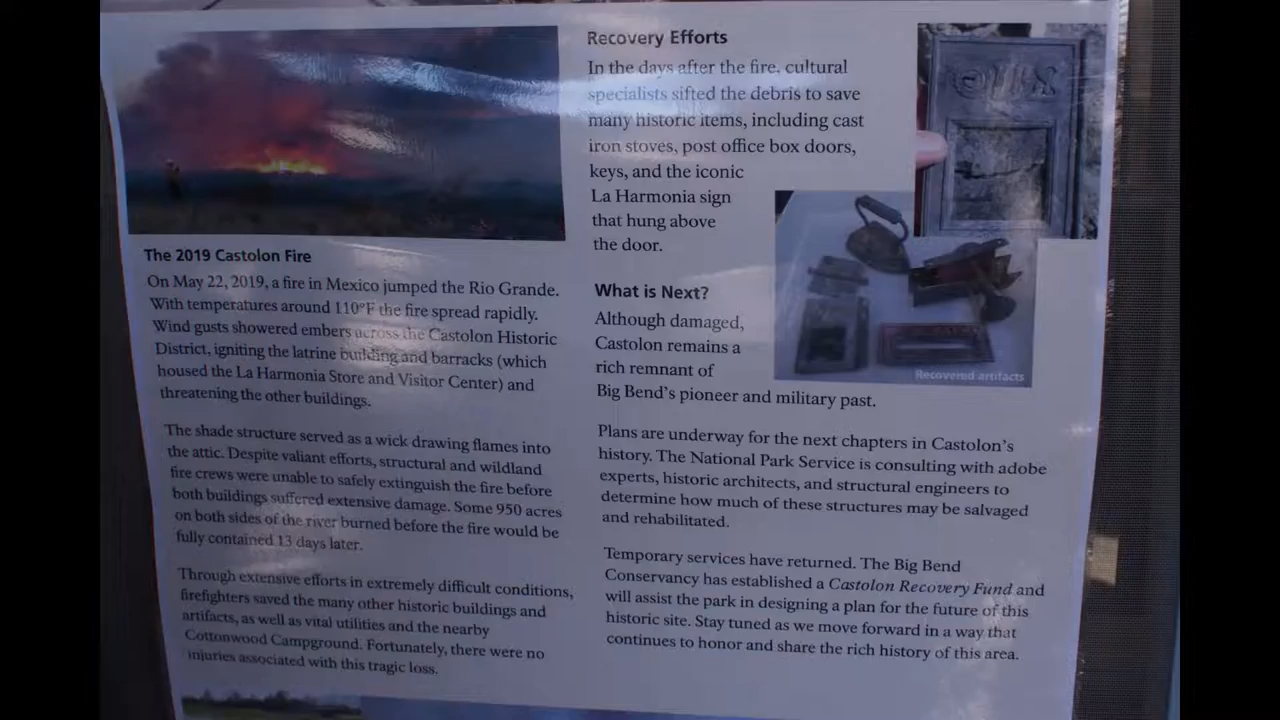 The 2019 Castolon Fire
On May 22, 2019, a fire in Mexico jumped the Rio Grande.
With temperatures around 110°F the fire spread rapidly.
Wind gusts showered embers across the Castolon Historic
District, igniting the latrine building and barracks (which
housed the La Harmonia Store and Visitor Center) and
threatening the other buildings.
The shade structure served as a wick drawing flames into
the attic. Despite valiant efforts, structural and wildland
fire crews were unable to safely extinguish the fire before
both buildings suffered extensive damage. Some 950 acres
on both sides of the river burned before the fire would be
fully contained 13 days later.
Through extensive efforts in extremely difficult conditions,
firefighters saved the many other historic buildings and
artifacts, as well as vital utilities and the nearby
Cottonwood Campground. Fortunately, there were no
injuries associated with this tragic loss.
Recovery Efforts
In the days after the fire, cultural
specialists sifted the debris to save
many historic items, including cast
iron stoves, post office box doors,
keys, and the iconic
La Harmonia sign
that hung above
the door.
What is Next?
Although damaged,
Castolon remains a
rich remnant of
Big Bend's pioneer and military past.
Recovered artifacts
Plans are underway for the next chapters in Castolon's
history. The National Park Service is consulting with adobe
experts, historic architects, and structural engineers to
determine how much of these structures may be salvaged
and rehabilitated.
Temporary services have returned. The Big Bend
Conservancy has established a Castolon Recovery Fund and
will assist the park in designing a plan for the future of this
historic site. Stay tuned as we move forward in a way that
continues to honor and share the rich history of this area.